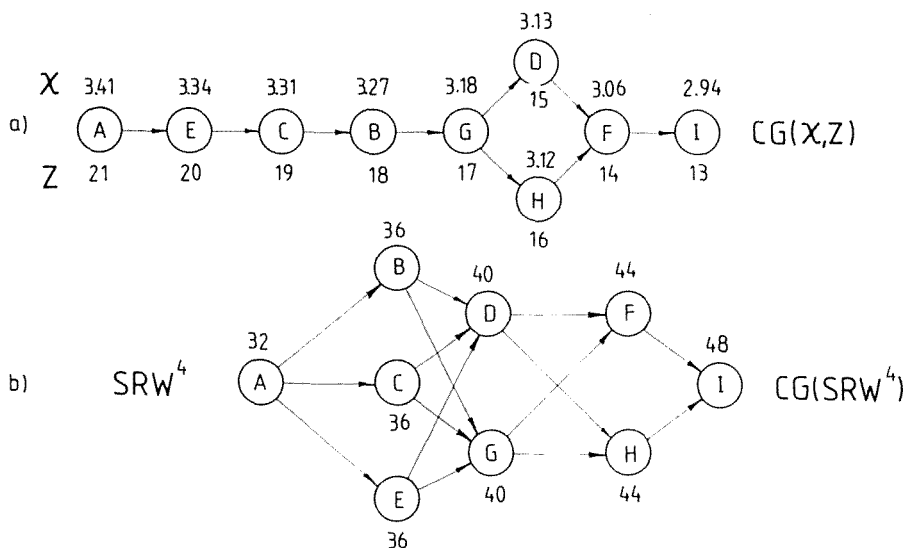 3.13
χ 3.41 3.34 3.31 3.27 3.18 D 3.06 2.94
15
a) A E C B G F I CG(χ,Z)
Z 21 20 19 18 17 3.12 14 13
H
16
36
B 40 44
D F
32 48
b) SRW⁴ A C I CG(SRW⁴)
36
G H
E 40 44
36